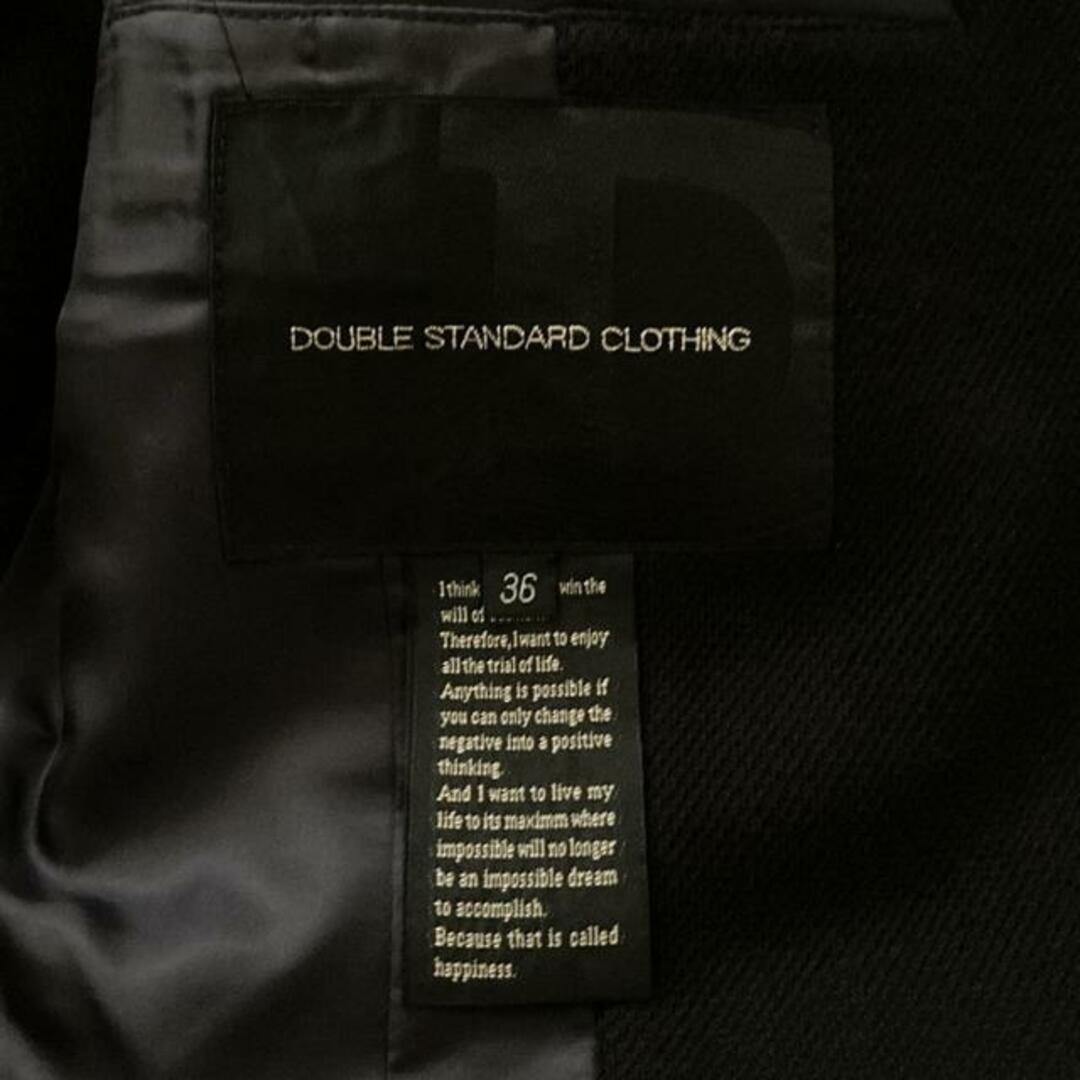 DOUBLE STANDARD CLOTHING
36
I think win the
will of
Therefore, I want to enjoy
all the trial of life.
Anything is possible if
you can only change the
negative into a positive
thinking.
And I want to live my
life to its maximm where
impossible will no longer
be an impossible dream
to accomplish.
Because that is called
happiness.